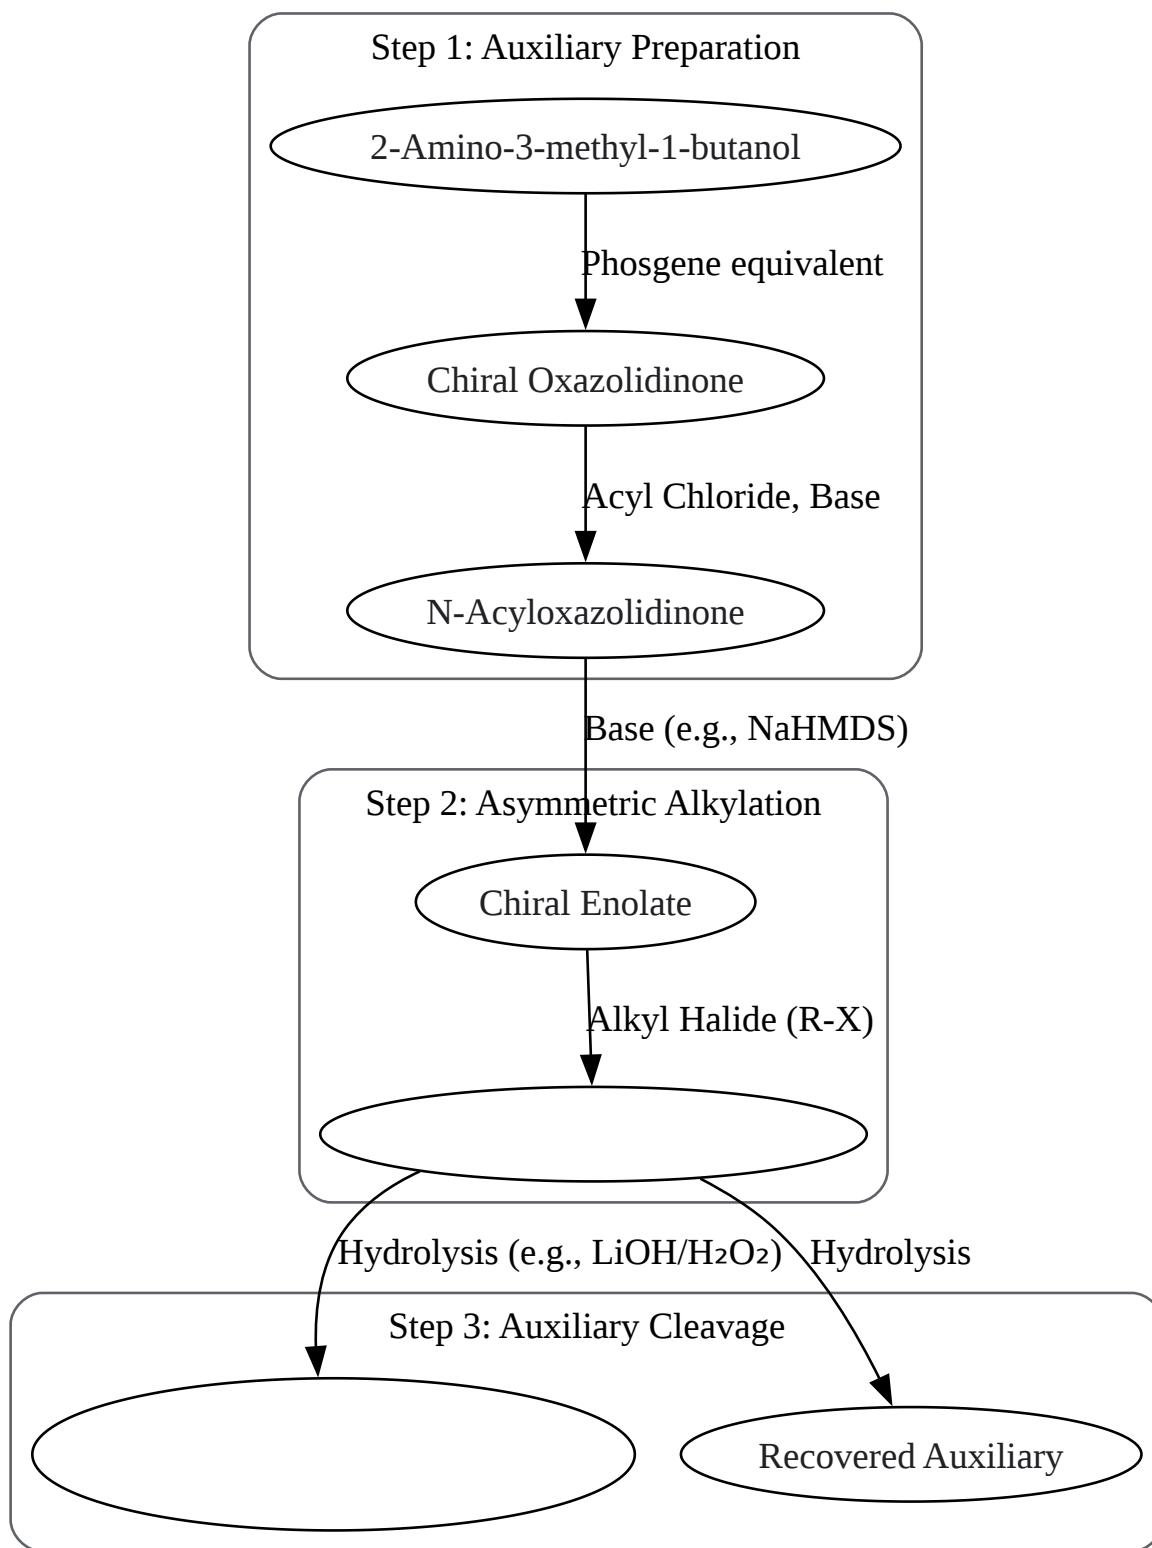 Step 1: Auxiliary Preparation
2-Amino-3-methyl-1-butanol
Phosgene equivalent
Chiral Oxazolidinone
Acyl Chloride, Base
N-Acyloxazolidinone
Base (e.g., NaHMDS)
Step 2: Asymmetric Alkylation
Chiral Enolate
Alkyl Halide (R-X)
Hydrolysis (e.g., LiOH/H₂O₂)
Hydrolysis
Step 3: Auxiliary Cleavage
Recovered Auxiliary